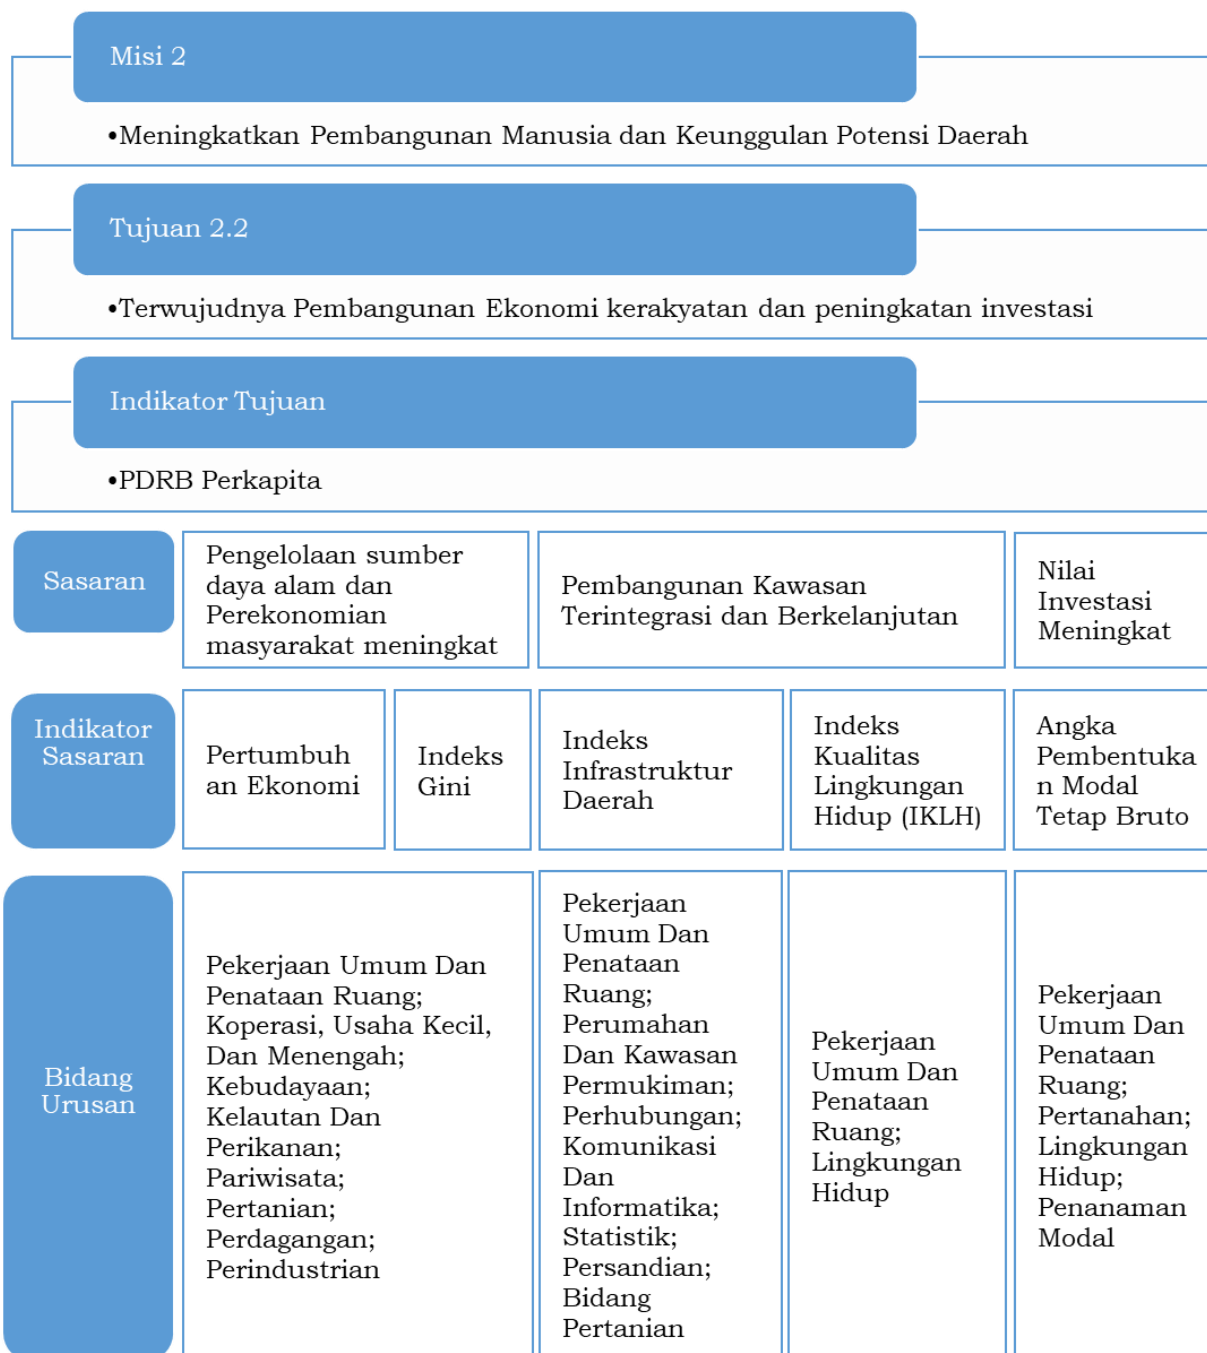 Misi 2
•Meningkatkan Pembangunan Manusia dan Keunggulan Potensi Daerah
Tujuan 2.2
•Terwujudnya Pembangunan Ekonomi kerakyatan dan peningkatan investasi
Indikator Tujuan
•PDRB Perkapita
Sasaran
Pengelolaan sumber
daya alam dan
Perekonomian
masyarakat meningkat
Pembangunan Kawasan
Terintegrasi dan Berkelanjutan
Nilai
Investasi
Meningkat
Indikator
Sasaran
Pertumbuh
an Ekonomi
Indeks
Gini
Indeks
Infrastruktur
Daerah
Indeks
Kualitas
Lingkungan
Hidup (IKLH)
Angka
Pembentuka
n Modal
Tetap Bruto
Bidang
Urusan
Pekerjaan Umum Dan
Penataan Ruang;
Koperasi, Usaha Kecil,
Dan Menengah;
Kebudayaan;
Kelautan Dan
Perikanan;
Pariwisata;
Pertanian;
Perdagangan;
Perindustrian
Pekerjaan
Umum Dan
Penataan
Ruang;
Perumahan
Dan Kawasan
Permukiman;
Perhubungan;
Komunikasi
Dan
Informatika;
Statistik;
Persandian;
Bidang
Pertanian
Pekerjaan
Umum Dan
Penataan
Ruang;
Lingkungan
Hidup
Pekerjaan
Umum Dan
Penataan
Ruang;
Pertanahan;
Lingkungan
Hidup;
Penanaman
Modal